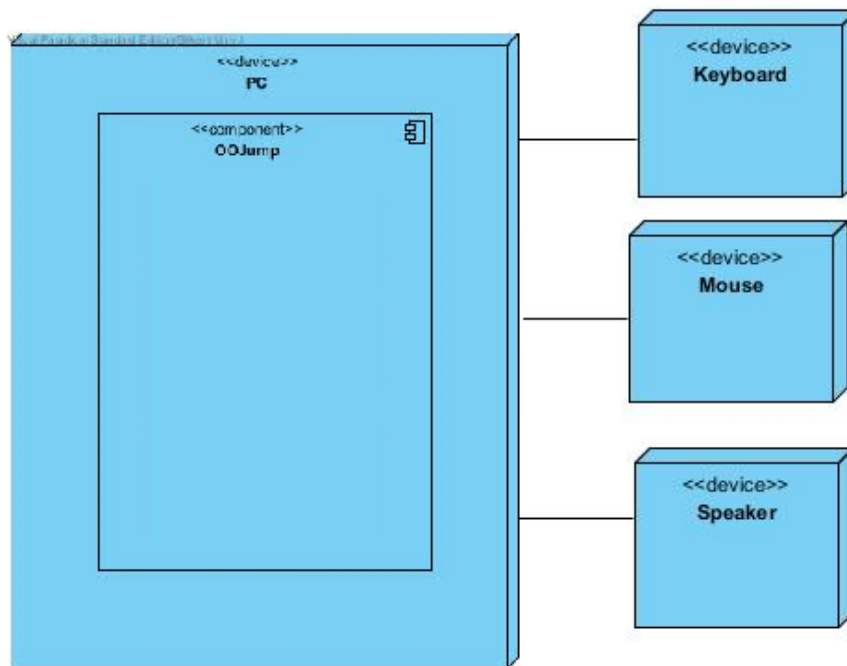 <<device>>
PC
<<component>>
OOJump
<<device>>
Keyboard
<<device>>
Mouse
<<device>>
Speaker